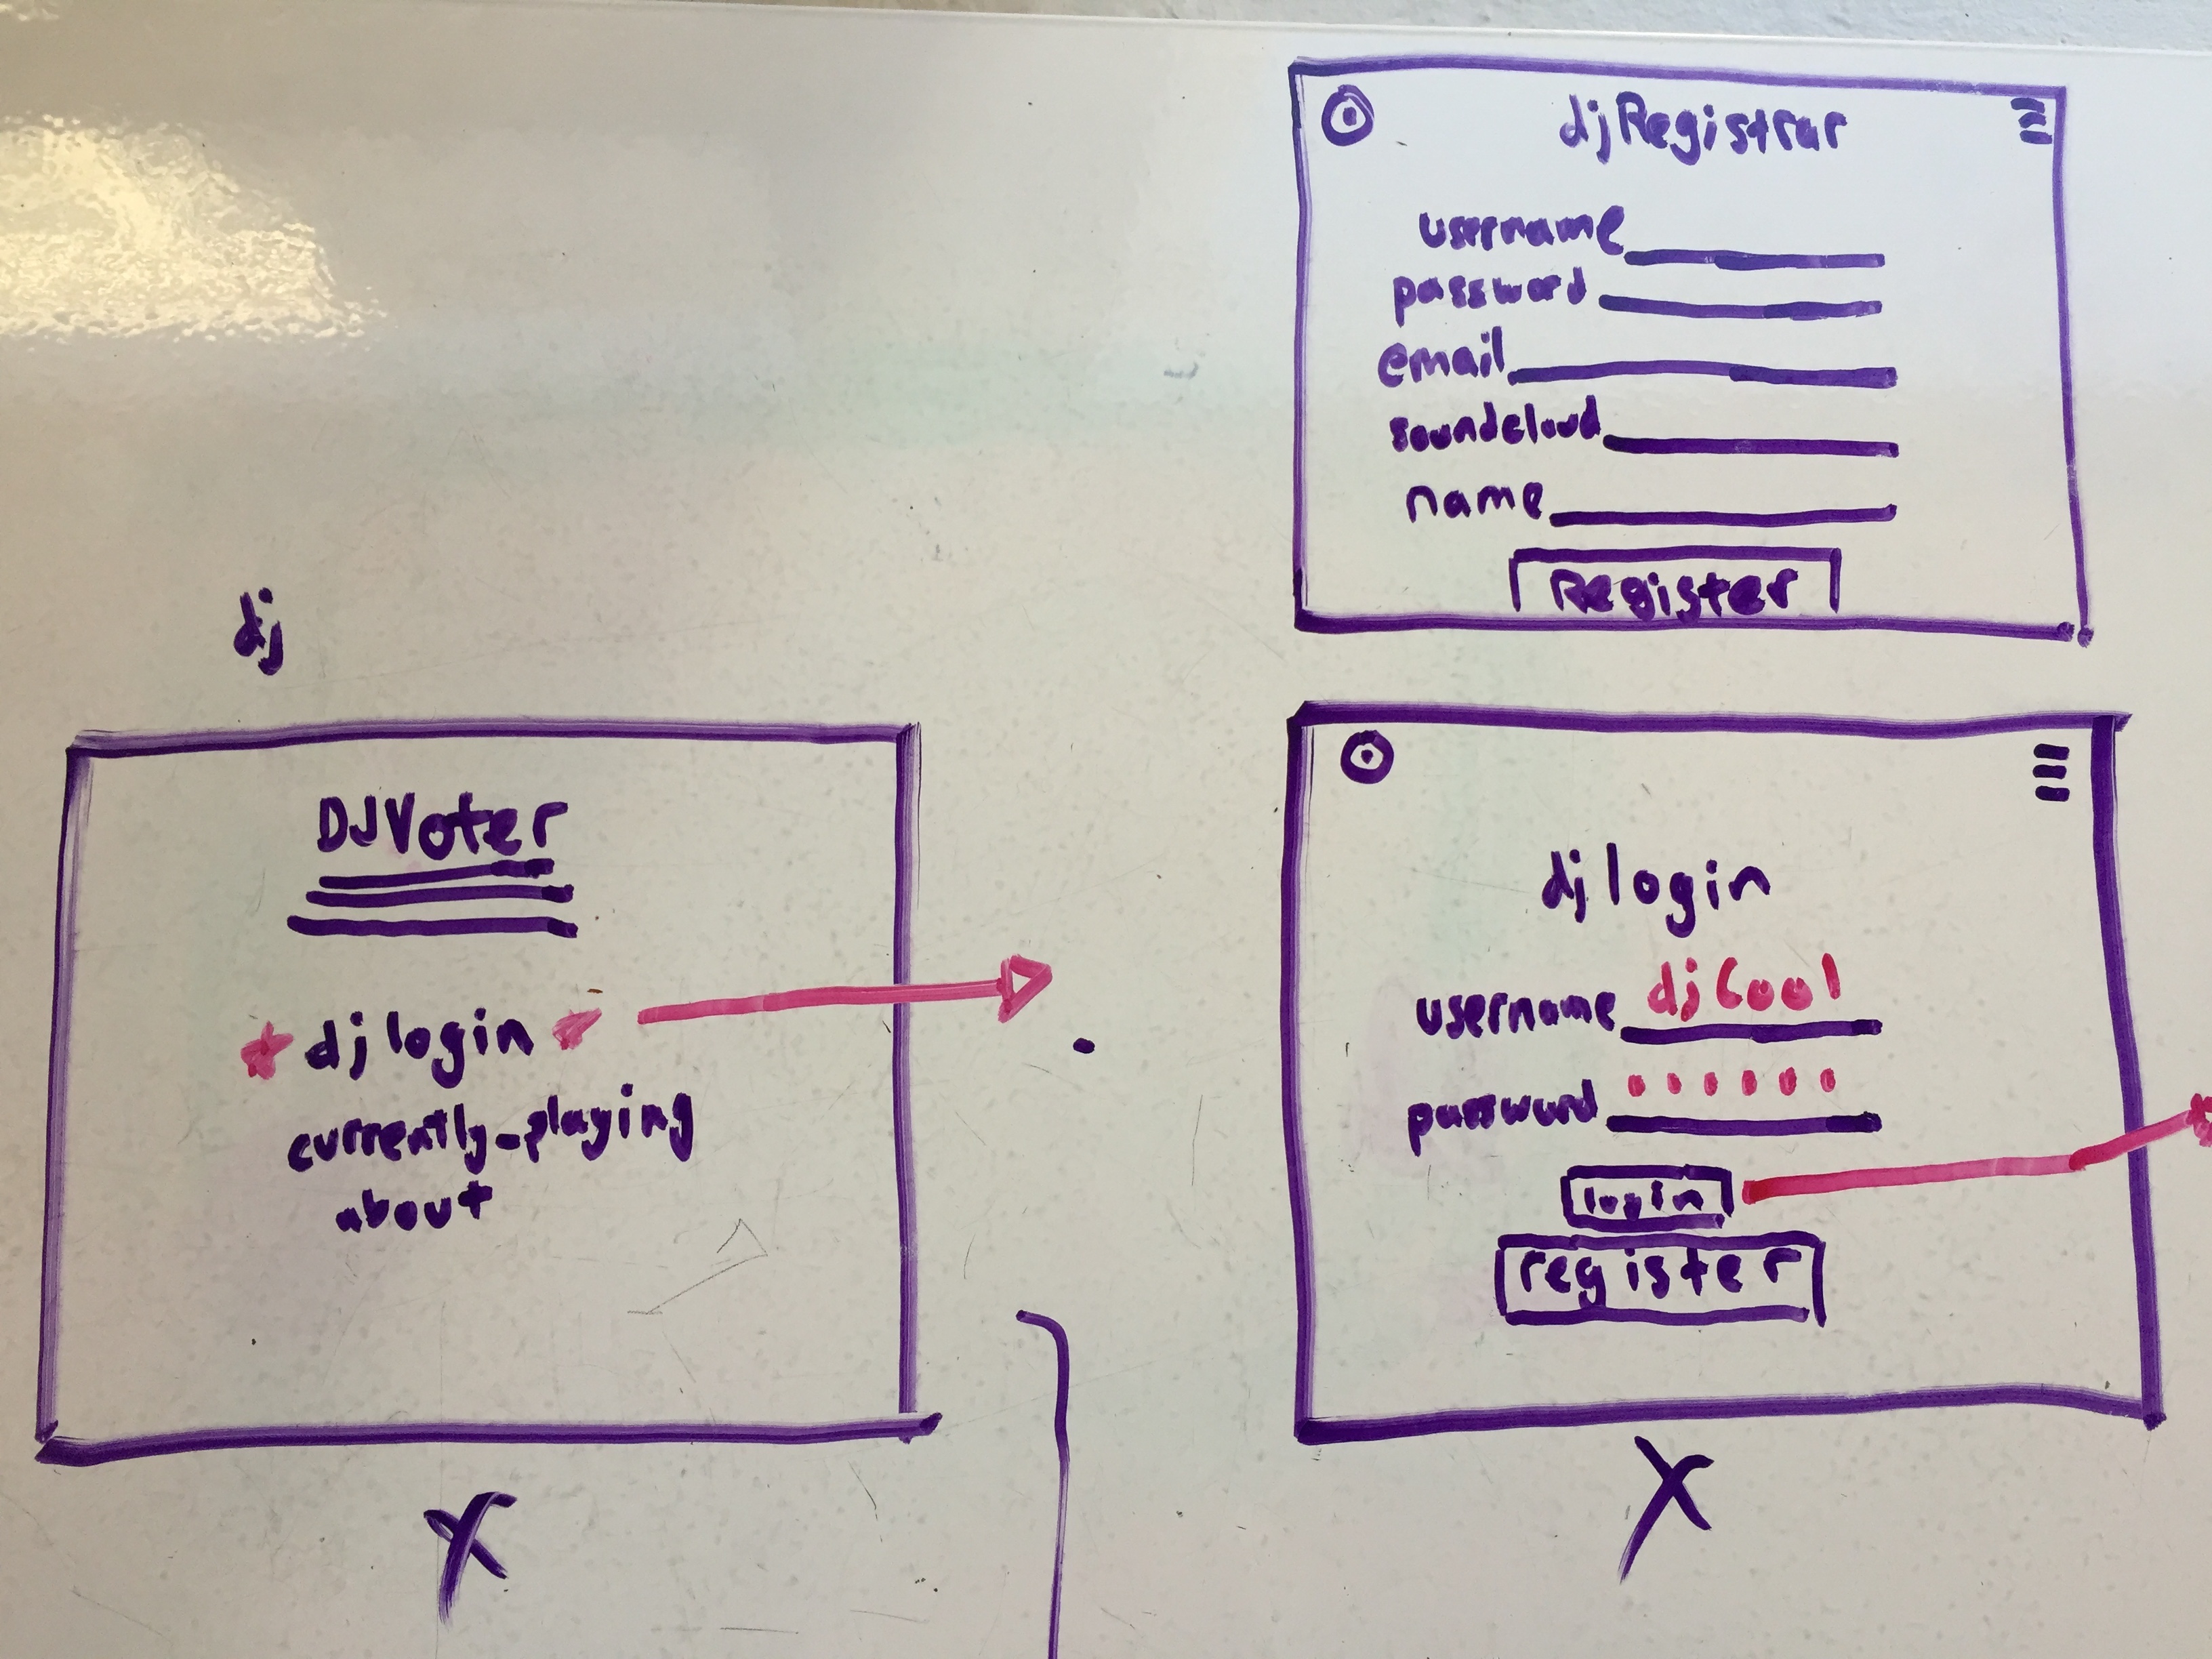 dj
DJVoter
dj login
currently-playing
about
X
djRegistrar
username
password
email
soundcloud
name
Register
dj login
username djCool
password
login
register
X